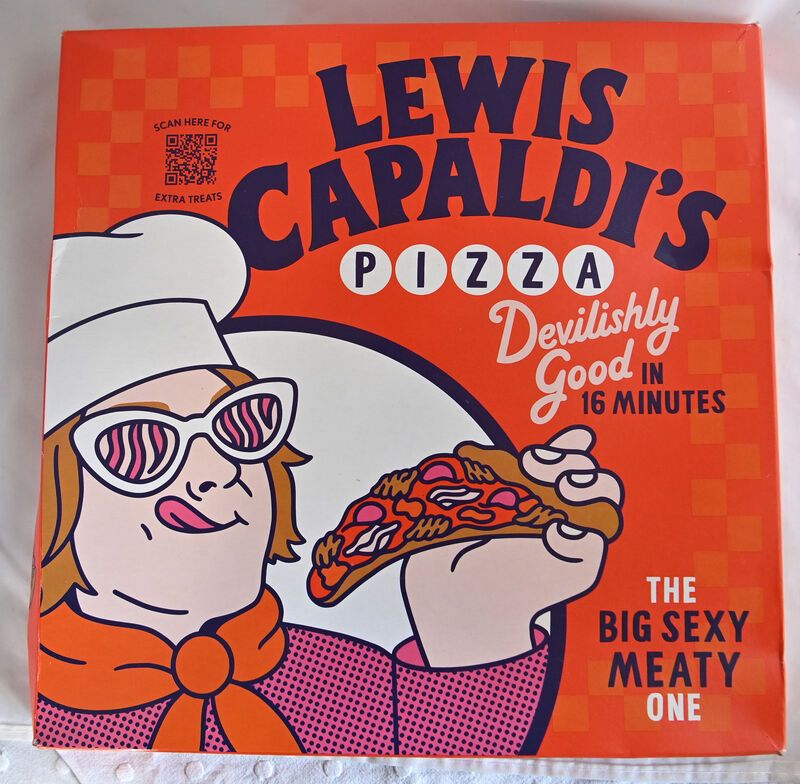 SCAN HERE FOR
EXTRA TREATS
LEWIS
CAPALDI'S
PIZZA
Devilishly
Good IN
16 MINUTES
THE
BIG SEXY
MEATY
ONE